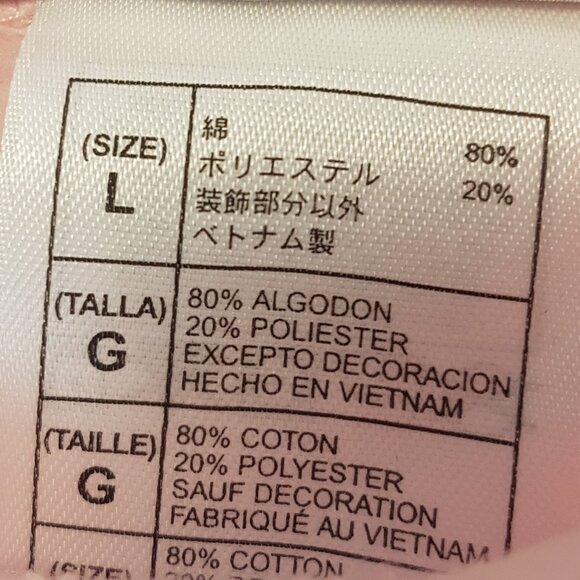 (SIZE)
L
綿 80%
ポリエステル 20%
装飾部分以外
ベトナム製
(TALLA)
G
80% ALGODON
20% POLIESTER
EXCEPTO DECORACION
HECHO EN VIETNAM
(TAILLE)
G
80% COTON
20% POLYESTER
SAUF DECORATION
FABRIQUÉ AU VIETNAM
(SIZE)
80% COTTON